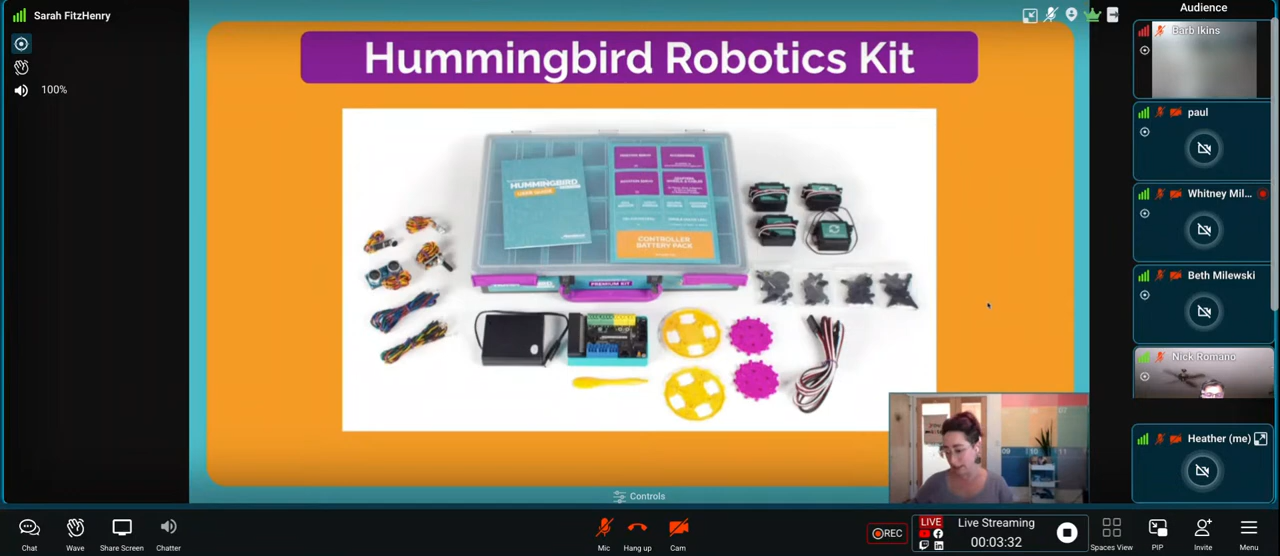 Sarah FitzHenry
100%
Hummingbird Robotics Kit
HUMMINGBIRD
CONTROLLER
BATTERY PACK
PREMIUM KIT
Controls
Audience
Barb Ikins
paul
Whitney Mil...
Beth Milewski
Nick Romano
Heather (me)
Chat
Wave
Share Screen
Chatter
Mic
Hang up
Cam
REC
LIVE
Live Streaming
00:03:32
Spaces View
PIP
Invite
Menu